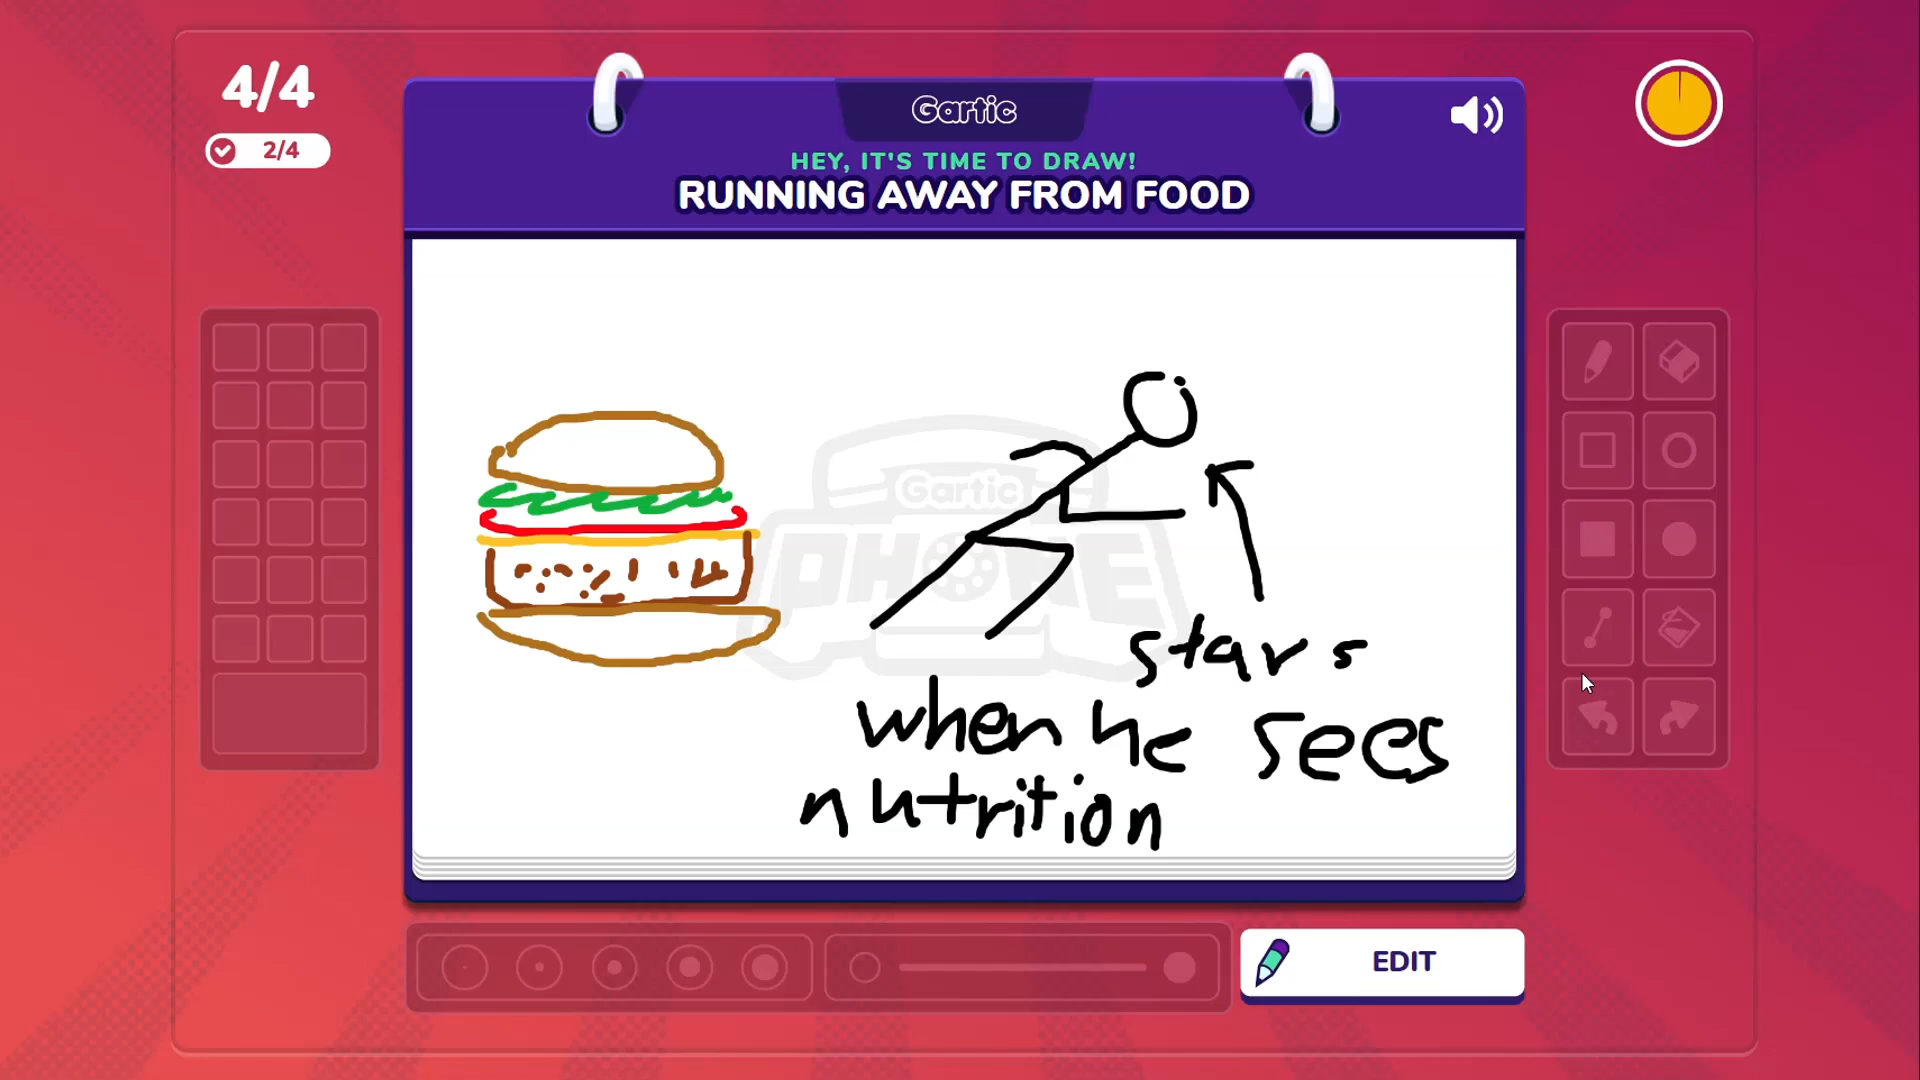 4/4
2/4
Gartic
HEY, IT'S TIME TO DRAW!
RUNNING AWAY FROM FOOD
Gartic
PHONE
stars
when he sees
nutrition
EDIT